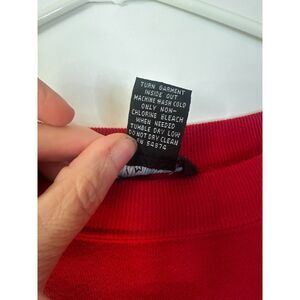 TURN GARMENT
INSIDE OUT
MACHINE WASH COLD
ONLY NON-
CHLORINE BLEACH
WHEN NEEDED
TUMBLE DRY LOW
DO NOT DRY CLEAN
54874